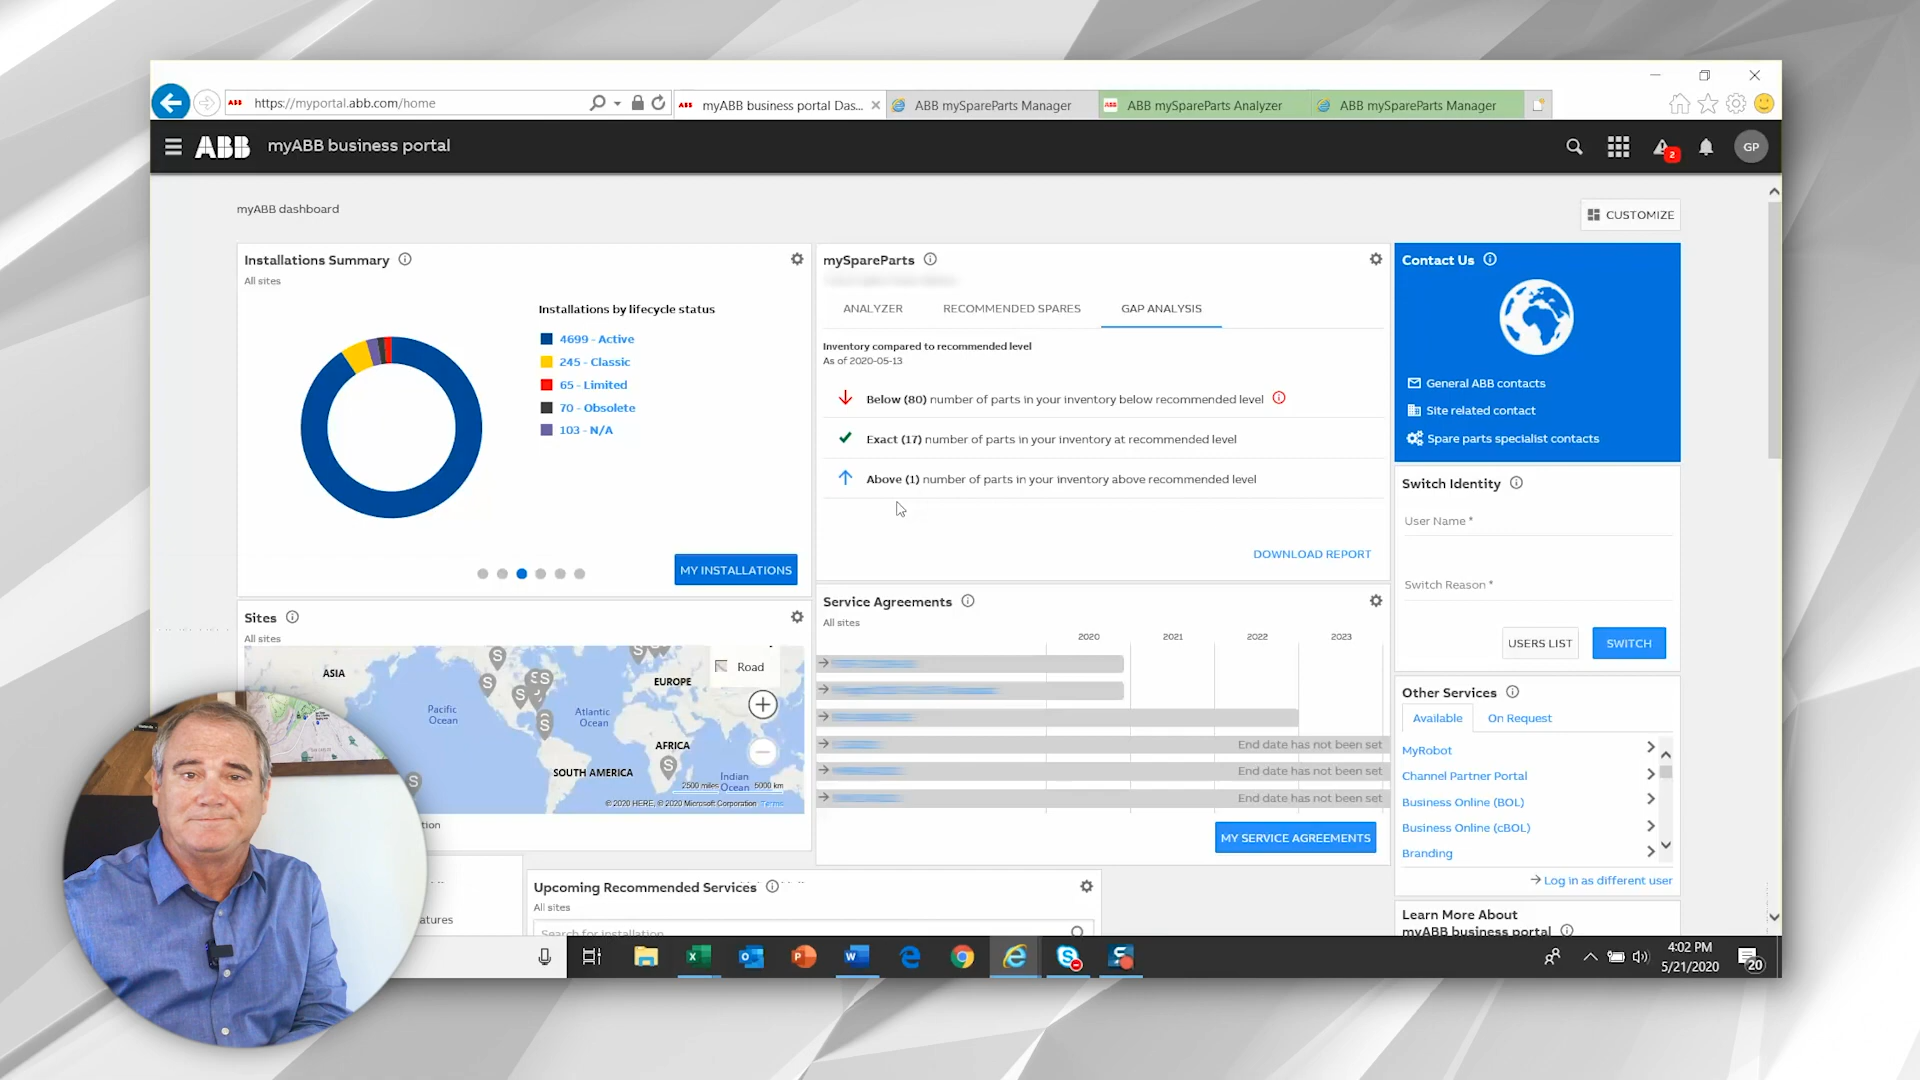 https://myportal.abb.com/home
ABB
myABB business portal Das...
ABB mySpareParts Manager
ABB
ABB mySpareParts Analyzer
ABB mySpareParts Manager
ABB
myABB business portal
2
GP
myABB dashboard
CUSTOMIZE
Installations Summary
All sites
Installations by lifecycle status
4699 - Active
245 - Classic
65 - Limited
70 - Obsolete
103 - N/A
MY INSTALLATIONS
mySpareParts
ANALYZER
RECOMMENDED SPARES
GAP ANALYSIS
Inventory compared to recommended level
As of 2020-05-13
Below (80) number of parts in your inventory below recommended level
Exact (17) number of parts in your inventory at recommended level
Above (1) number of parts in your inventory above recommended level
DOWNLOAD REPORT
Contact Us
General ABB contacts
Site related contact
Spare parts specialist contacts
Switch Identity
User Name *
Switch Reason *
USERS LIST
SWITCH
Sites
All sites
Road
ASIA
EUROPE
Pacific
Ocean
Atlantic
Ocean
AFRICA
SOUTH AMERICA
Indian
Ocean
2500 miles
5000 km
© 2020 HERE, © 2020 Microsoft Corporation Terms
Service Agreements
All sites
2020
2021
2022
2023
End date has not been set
End date has not been set
End date has not been set
MY SERVICE AGREEMENTS
Other Services
Available
On Request
MyRobot
Channel Partner Portal
Business Online (BOL)
Business Online (cBOL)
Branding
Log in as different user
Upcoming Recommended Services
All sites
Search for installation
Learn More About
myABB business portal
4:02 PM
5/21/2020
20